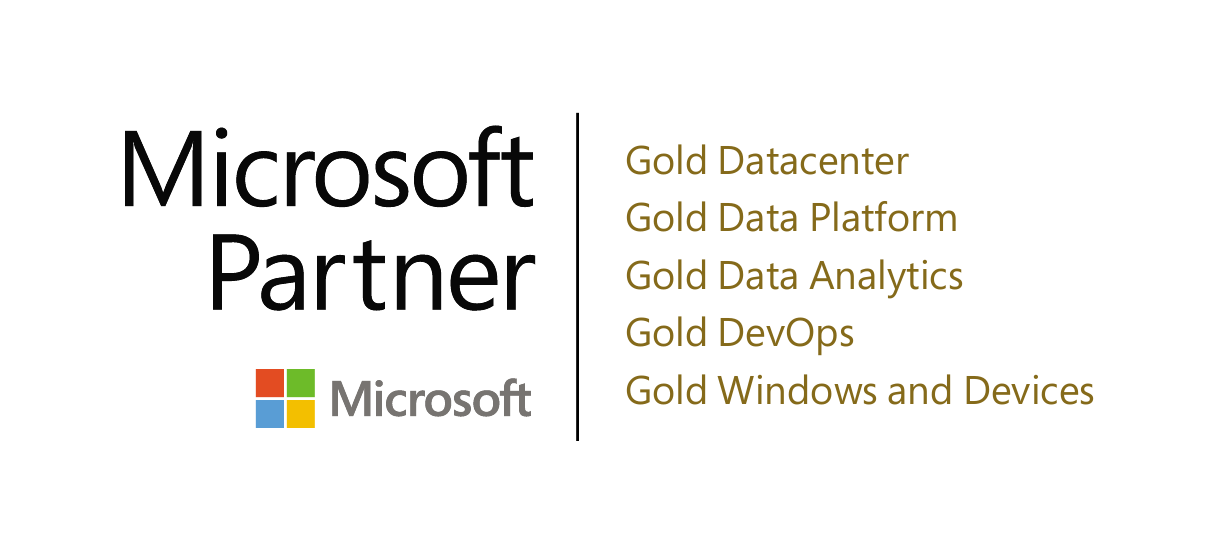 Microsoft
Partner
Microsoft
Gold Datacenter
Gold Data Platform
Gold Data Analytics
Gold DevOps
Gold Windows and Devices